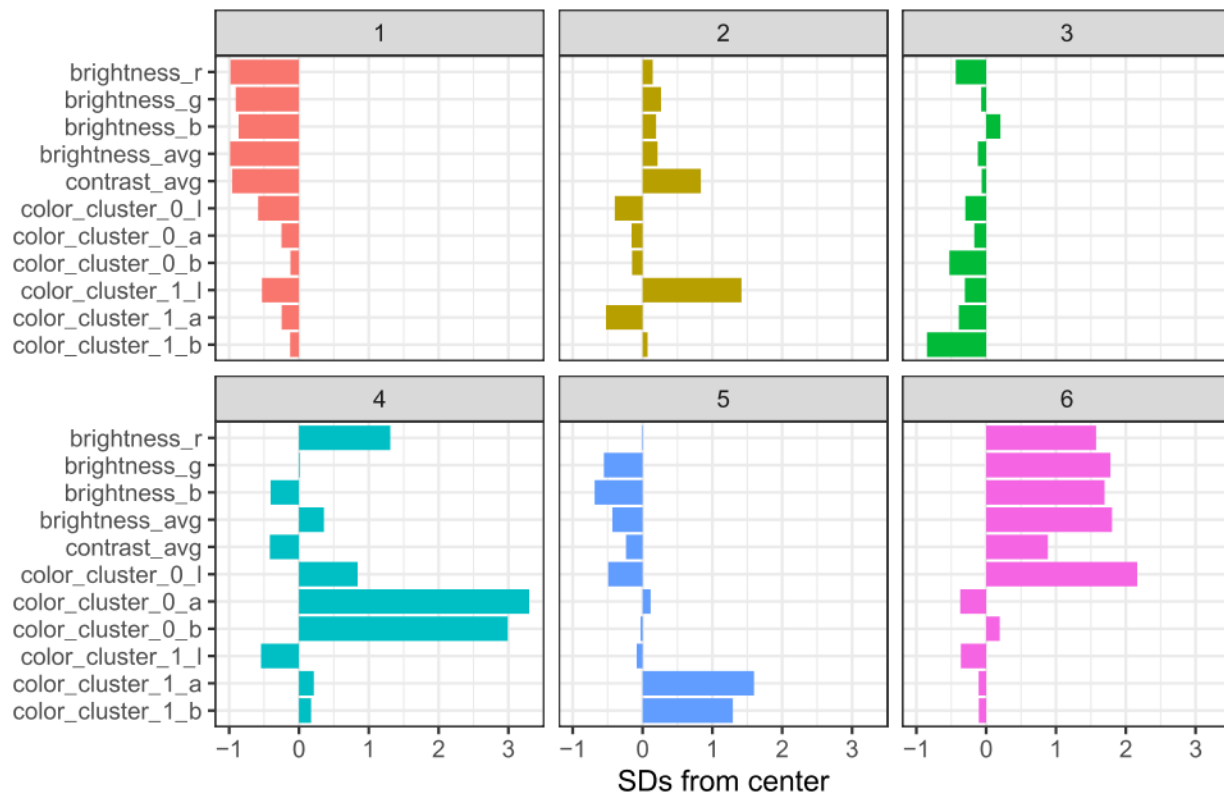 1 2 3
brightness_r
brightness_g
brightness_b
brightness_avg
contrast_avg
color_cluster_0_l
color_cluster_0_a
color_cluster_0_b
color_cluster_1_l
color_cluster_1_a
color_cluster_1_b
4 5 6
brightness_r
brightness_g
brightness_b
brightness_avg
contrast_avg
color_cluster_0_l
color_cluster_0_a
color_cluster_0_b
color_cluster_1_l
color_cluster_1_a
color_cluster_1_b
−1 0 1 2 3 −1 0 1 2 3 −1 0 1 2 3
SDs from center